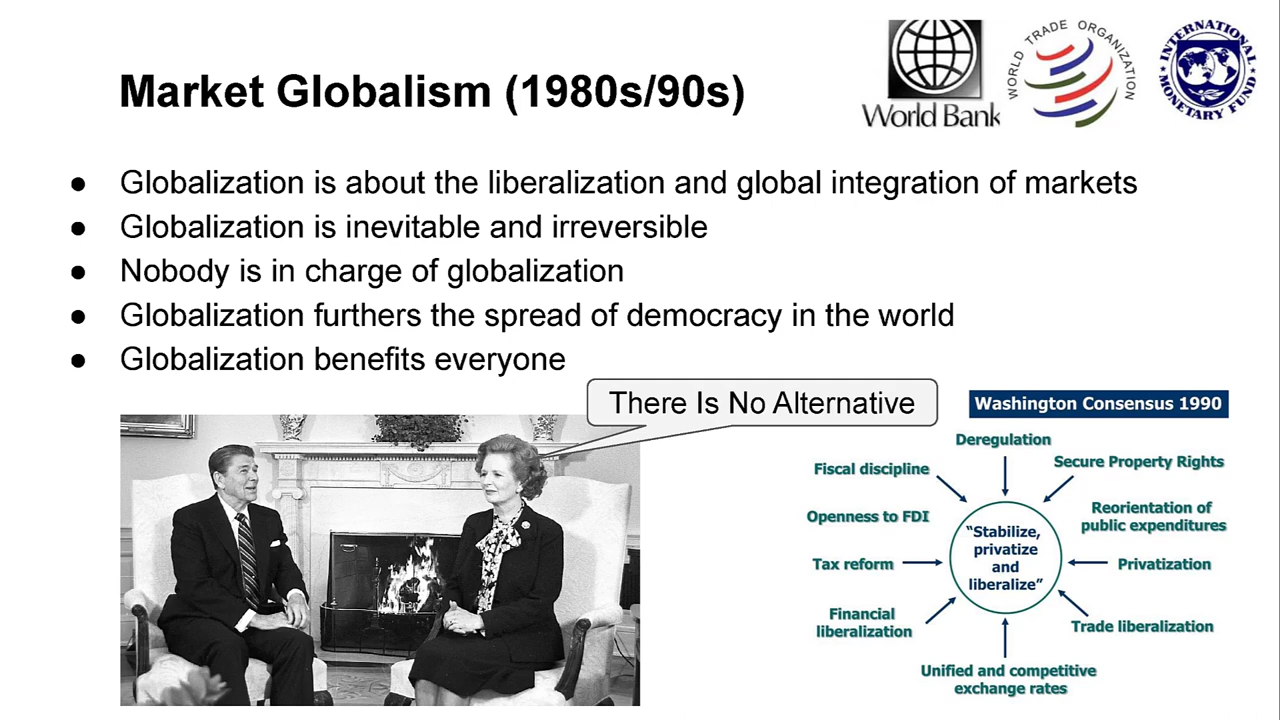 Market Globalism (1980s/90s)
World Bank
WORLD TRADE ORGANIZATION
INTERNATIONAL MONETARY FUND
● Globalization is about the liberalization and global integration of markets
● Globalization is inevitable and irreversible
● Nobody is in charge of globalization
● Globalization furthers the spread of democracy in the world
● Globalization benefits everyone
There Is No Alternative
Washington Consensus 1990
Deregulation
Fiscal discipline
Secure Property Rights
Openness to FDI
Reorientation of
public expenditures
"Stabilize,
privatize
and
liberalize"
Tax reform
Privatization
Financial
liberalization
Trade liberalization
Unified and competitive
exchange rates